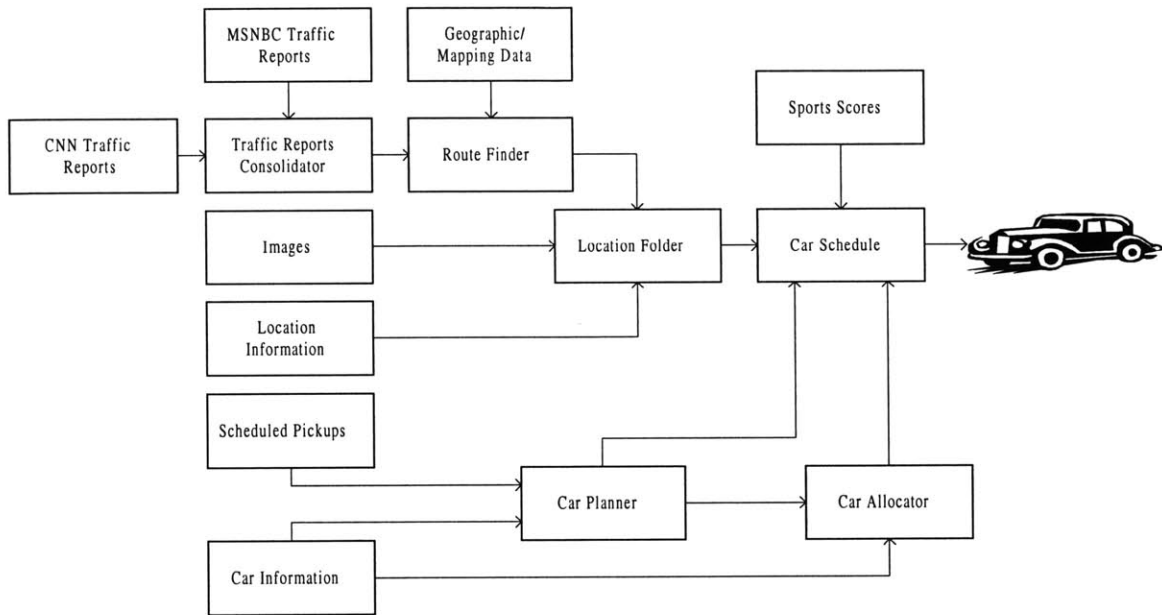 MSNBC Traffic
Reports
Geographic/
Mapping Data
Sports Scores
CNN Traffic
Reports
Traffic Reports
Consolidator
Route Finder
Images
Location Folder
Car Schedule
Location
Information
Scheduled Pickups
Car Planner
Car Allocator
Car Information